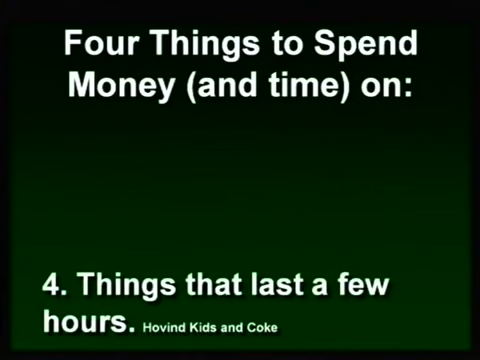 Four Things to Spend
Money (and time) on:
4. Things that last a few
hours. Hovind Kids and Coke